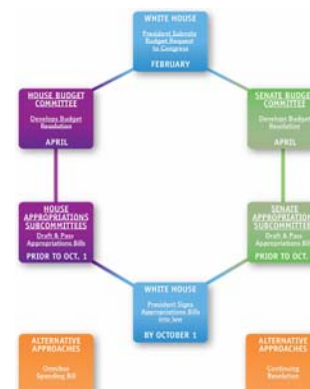 WHITE HOUSE
President Submits
Budget Request
to Congress
FEBRUARY
HOUSE BUDGET
COMMITTEE
Develops Budget
Resolution
APRIL
SENATE BUDGET
COMMITTEE
Develops Budget
Resolution
APRIL
HOUSE
APPROPRIATIONS
SUBCOMMITTEES
Draft & Pass
Appropriations Bills
PRIOR TO OCT. 1
SENATE
APPROPRIATIONS
SUBCOMMITTEES
Draft & Pass
Appropriations Bills
PRIOR TO OCT.
WHITE HOUSE
President Signs
Appropriations Bills
into law
BY OCTOBER 1
ALTERNATIVE
APPROACHES
Omnibus
Spending Bill
ALTERNATIVE
APPROACHES
Continuing
Resolution